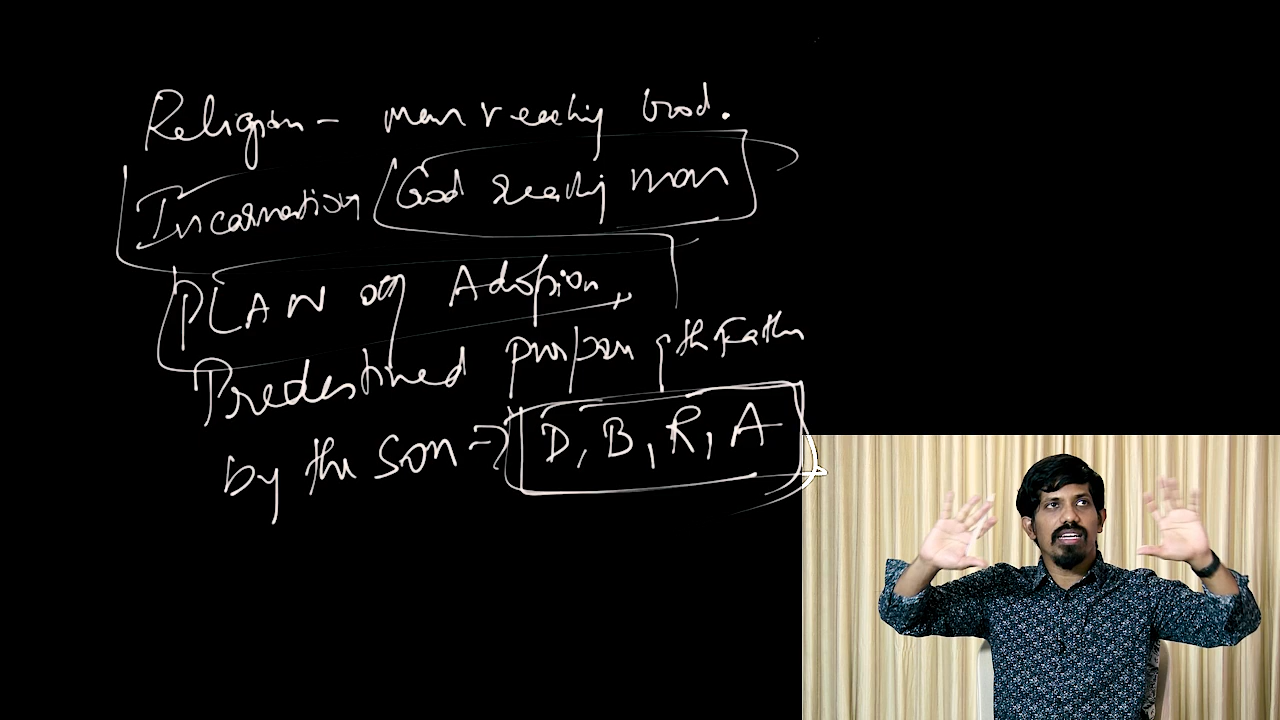 Religion - man reaching God.
Incarnation God reaching man
PLAN of Adoption
Predestined purpose of the Father
by the Son → D, B, R, A